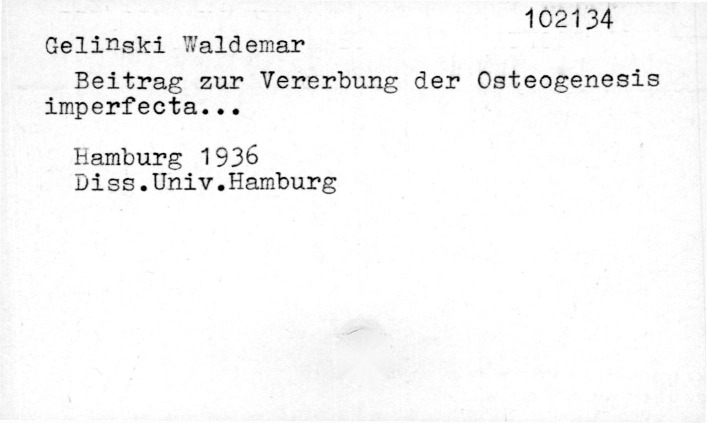 102134
Gelinski Waldemar
Beitrag zur Vererbung der Osteogenesis
imperfecta...
Hamburg 1936
Diss.Univ.Hamburg